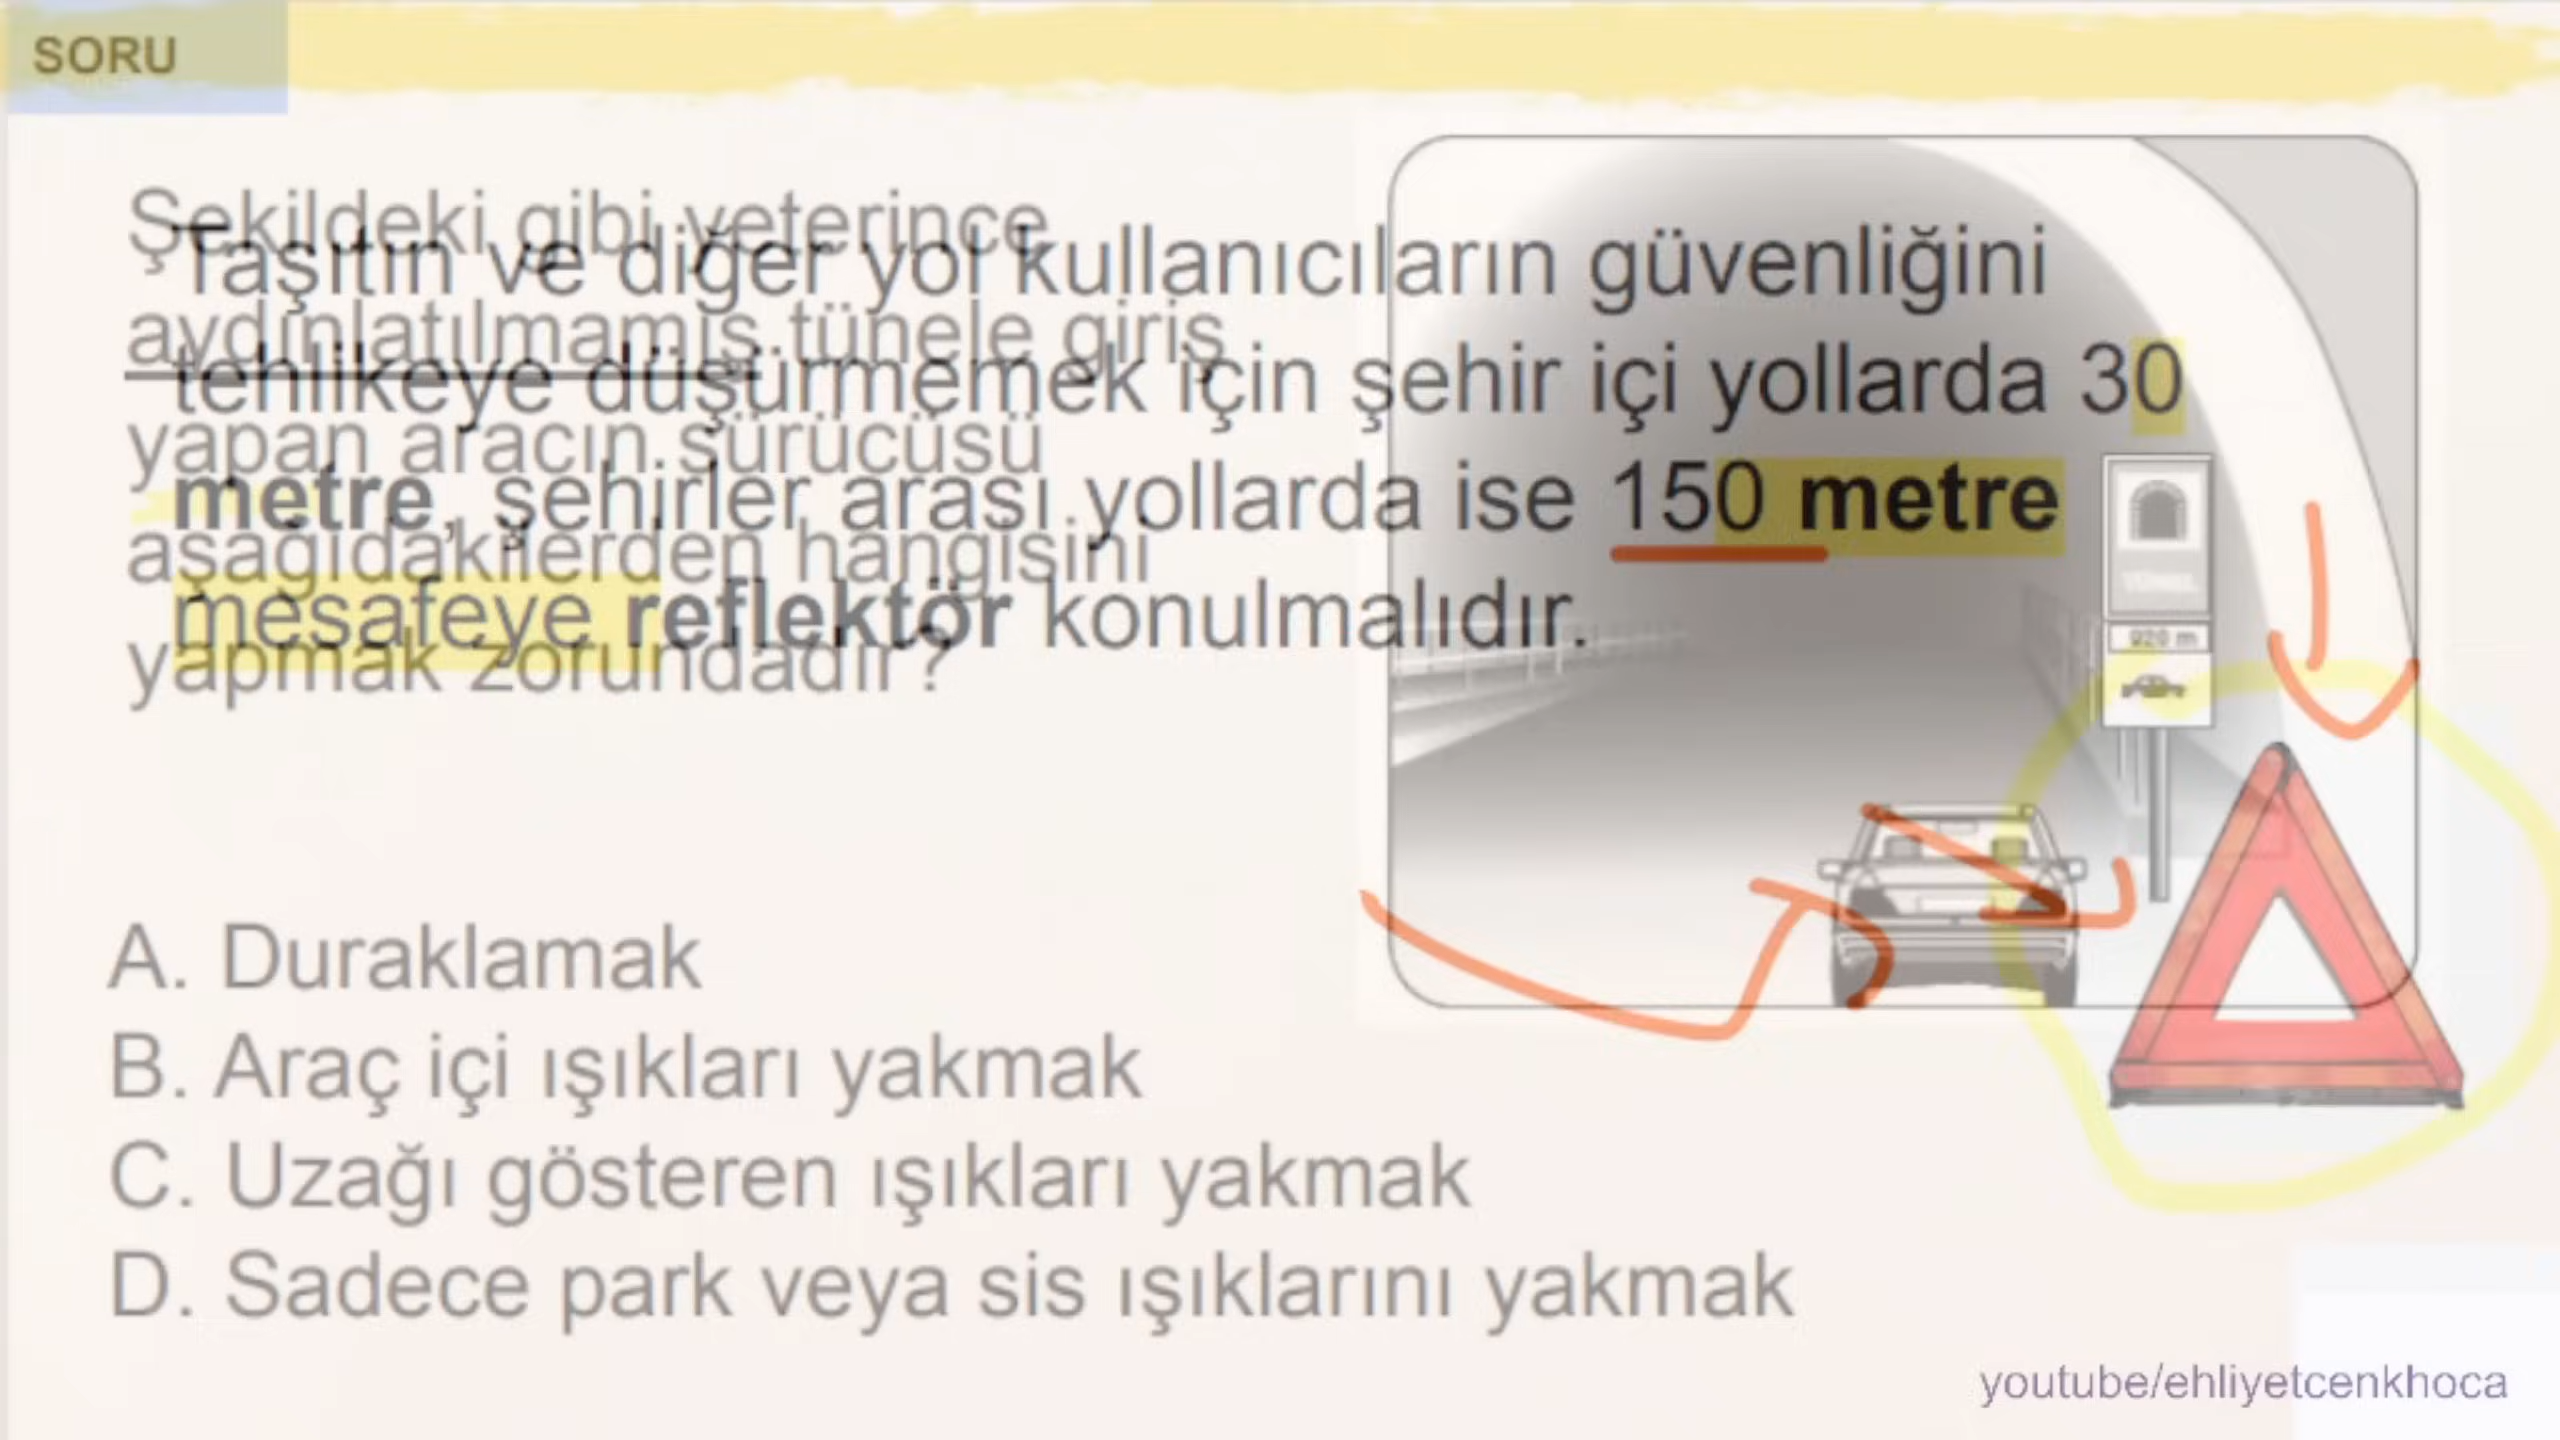 SORU
Şekildeki gibi yeterince
aydınlatılmamış tünele giriş
yapan aracın sürücüsü
aşağıdakilerden hangisini
yapmak zorundadır?
Taşıtın ve diğer yol kullanıcıların güvenliğini
tehlikeye düşürmemek için şehir içi yollarda 30
metre, şehirler arası yollarda ise 150 metre
mesafeye reflektör konulmalıdır.
TÜNEL
920 m
A. Duraklamak
B. Araç içi ışıkları yakmak
C. Uzağı gösteren ışıkları yakmak
D. Sadece park veya sis ışıklarını yakmak
youtube/ehliyetcenkhoca